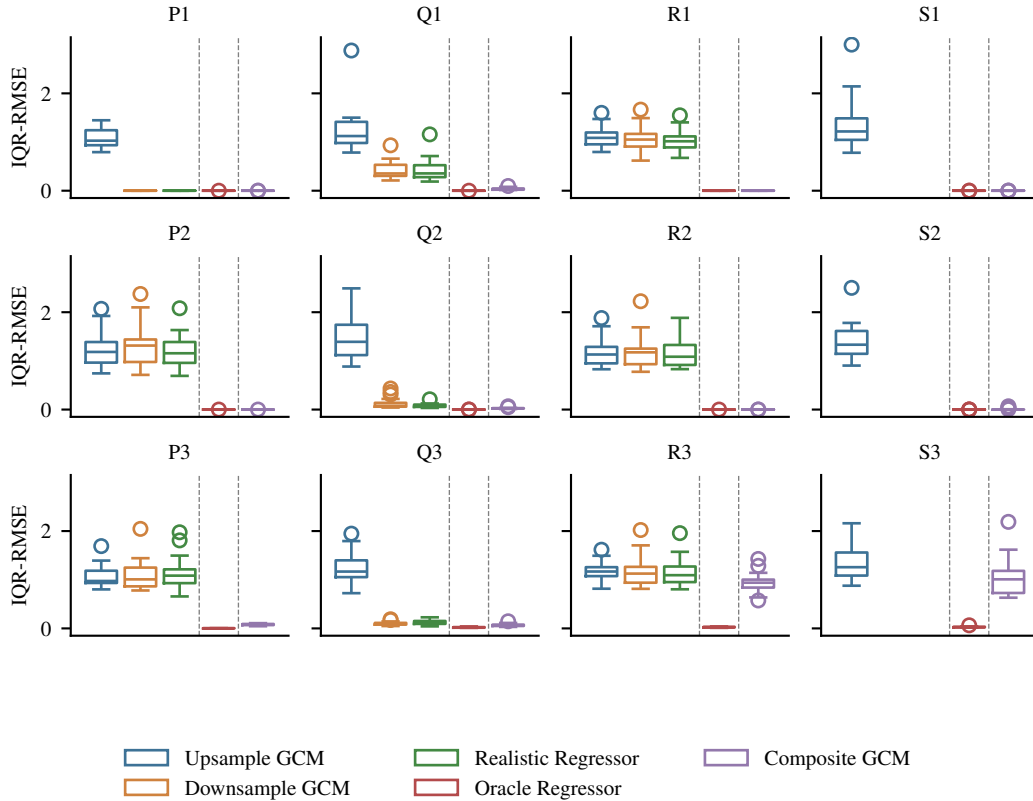 P1 Q1 R1 S1
IQR-RMSE
2
0
P2 Q2 R2 S2
IQR-RMSE
2
0
P3 Q3 R3 S3
IQR-RMSE
2
0
Upsample GCM Realistic Regressor Composite GCM
Downsample GCM Oracle Regressor